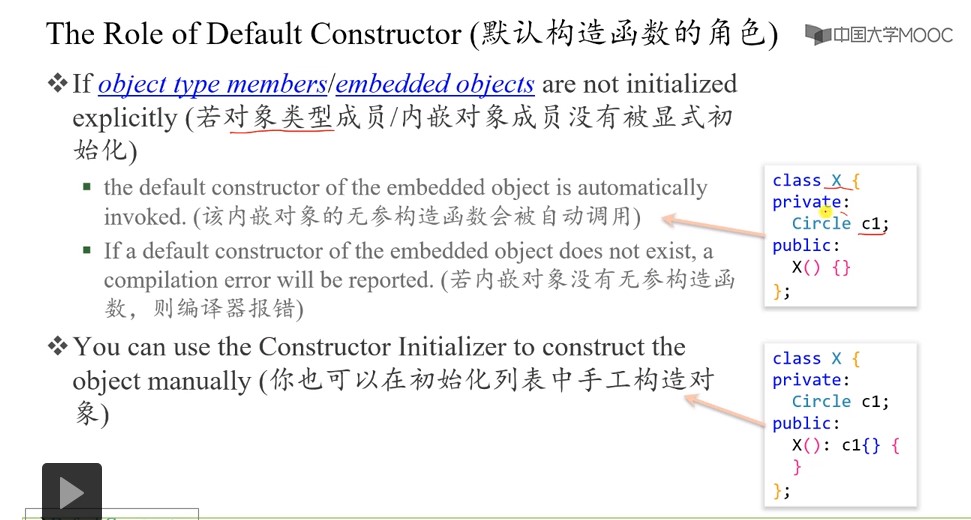 The Role of Default Constructor (默认构造函数的角色)
中国大学MOOC
❖If object type members/embedded objects are not initialized
explicitly (若对象类型成员/内嵌对象成员没有被显式初
始化)
▪ the default constructor of the embedded object is automatically
invoked. (该内嵌对象的无参构造函数会被自动调用)
▪ If a default constructor of the embedded object does not exist, a
compilation error will be reported. (若内嵌对象没有无参构造函
数，则编译器报错)
❖You can use the Constructor Initializer to construct the
object manually (你也可以在初始化列表中手工构造对
象)
class X {
private:
Circle c1;
public:
X() {}
};
class X {
private:
Circle c1;
public:
X(): c1{} {
}
};